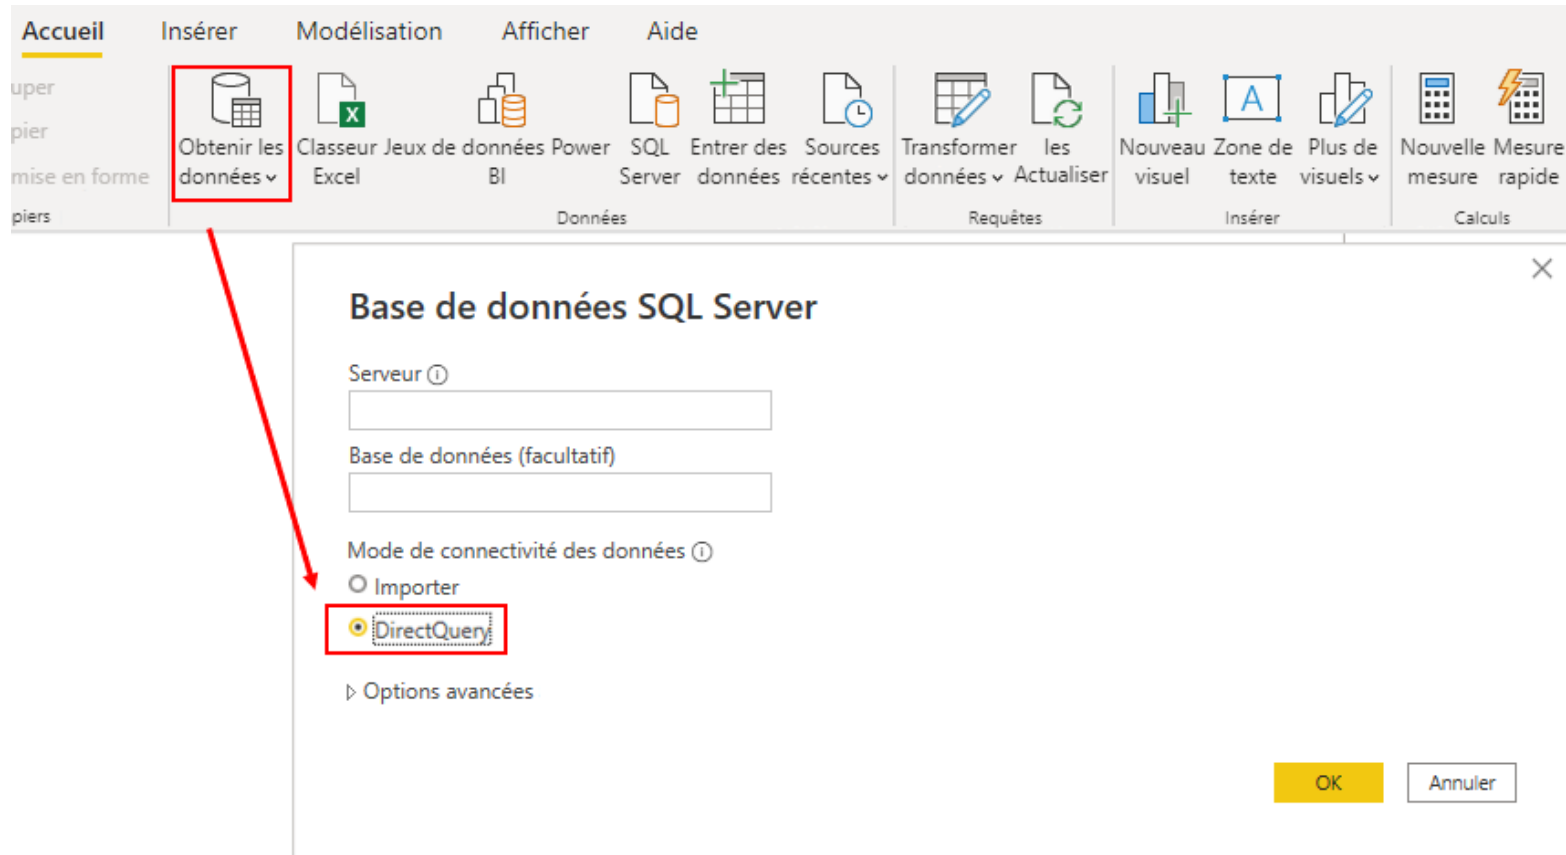 Accueil Insérer Modélisation Afficher Aide
uper
pier
mise en forme
piers
Obtenir les
données
Classeur
Excel
Jeux de données Power
BI
SQL
Server
Entrer des
données
Sources
récentes
Données
Transformer
données
les
Actualiser
Requêtes
Nouveau
visuel
A
Zone de
texte
Plus de
visuels
Insérer
Nouvelle
mesure
Mesure
rapide
Calculs
Base de données SQL Server
Serveur
Base de données (facultatif)
Mode de connectivité des données
Importer
DirectQuery
Options avancées
OK
Annuler